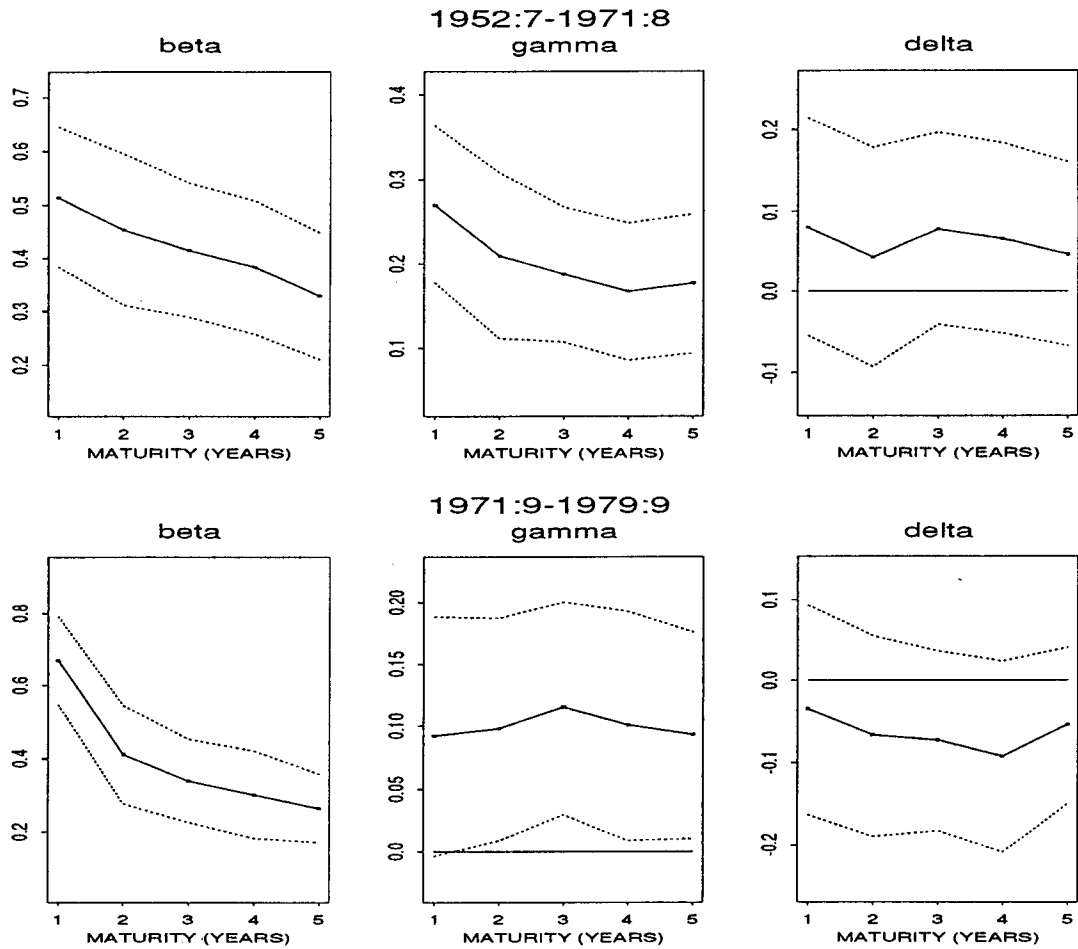 1952:7-1971:8
beta
gamma
delta
0.7
0.6
0.5
0.4
0.3
0.2
1 2 3 4 5
MATURITY (YEARS)
0.4
0.3
0.2
0.1
1 2 3 4 5
MATURITY (YEARS)
0.2
0.1
0.0
-0.1
1 2 3 4 5
MATURITY (YEARS)
1971:9-1979:9
beta
gamma
delta
0.8
0.6
0.4
0.2
1 2 3 4 5
MATURITY (YEARS)
0.20
0.15
0.10
0.05
0.0
1 2 3 4 5
MATURITY (YEARS)
0.1
0.0
-0.1
-0.2
1 2 3 4 5
MATURITY (YEARS)